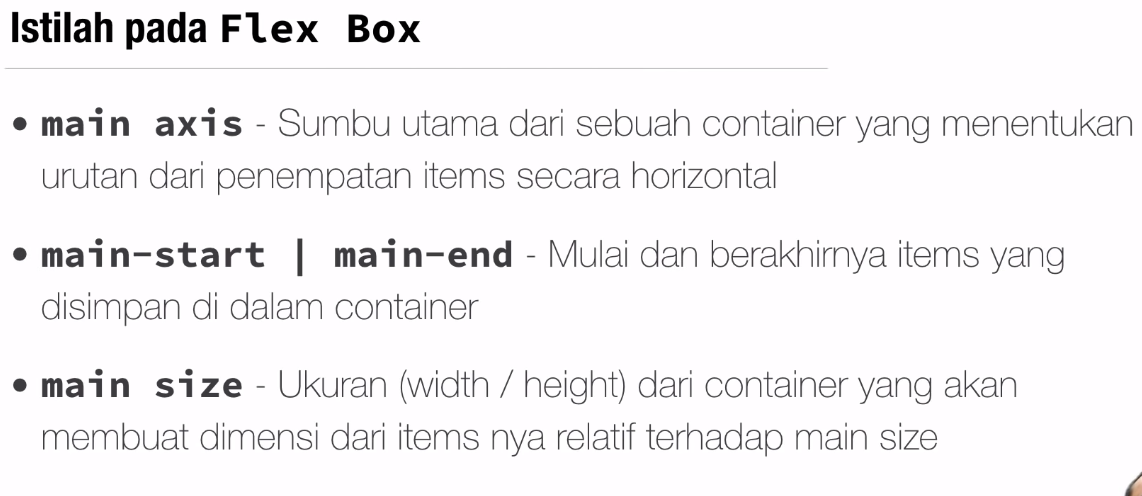 Istilah pada Flex Box
• main axis - Sumbu utama dari sebuah container yang menentukan
urutan dari penempatan items secara horizontal
• main-start | main-end - Mulai dan berakhirnya items yang
disimpan di dalam container
• main size - Ukuran (width / height) dari container yang akan
membuat dimensi dari items nya relatif terhadap main size